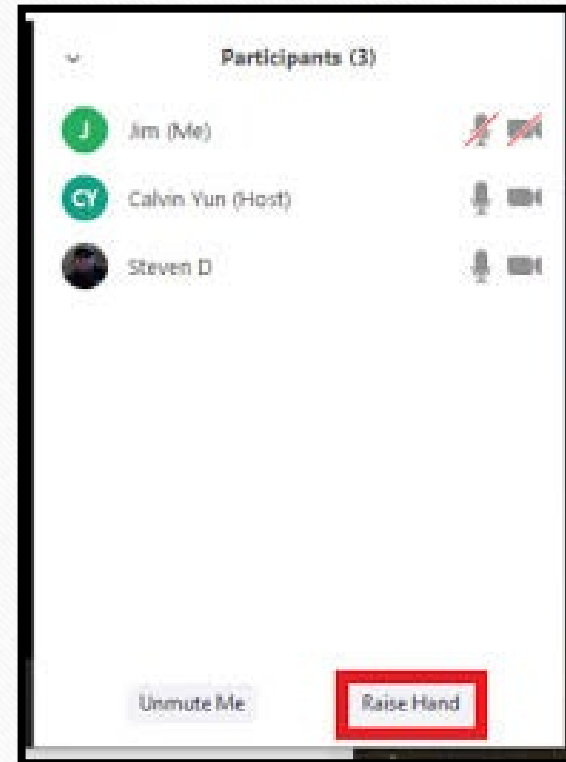 Participants (3)
J Jim (Me)
CY Calvin Yun (Host)
Steven D
Unmute Me Raise Hand